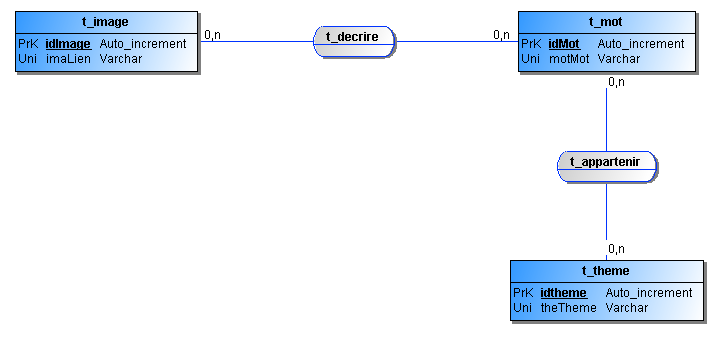 t_image
PrK idImage Auto_increment
Uni imaLien Varchar
0,n
t_decrire
0,n
t_mot
PrK idMot Auto_increment
Uni motMot Varchar
0,n
t_appartenir
0,n
t_theme
PrK idtheme Auto_increment
Uni theTheme Varchar